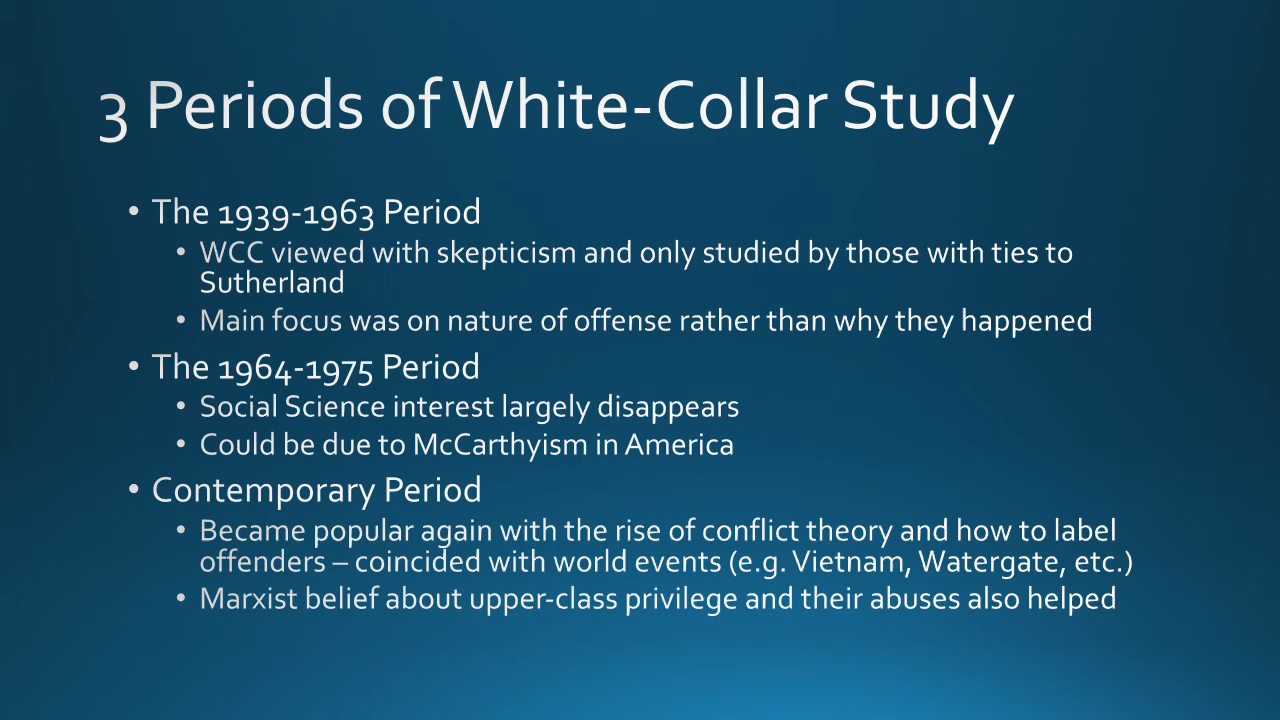 3 Periods of White-Collar Study
• The 1939-1963 Period
• WCC viewed with skepticism and only studied by those with ties to
Sutherland
• Main focus was on nature of offense rather than why they happened
• The 1964-1975 Period
• Social Science interest largely disappears
• Could be due to McCarthyism in America
• Contemporary Period
• Became popular again with the rise of conflict theory and how to label
offenders – coincided with world events (e.g. Vietnam, Watergate, etc.)
• Marxist belief about upper-class privilege and their abuses also helped